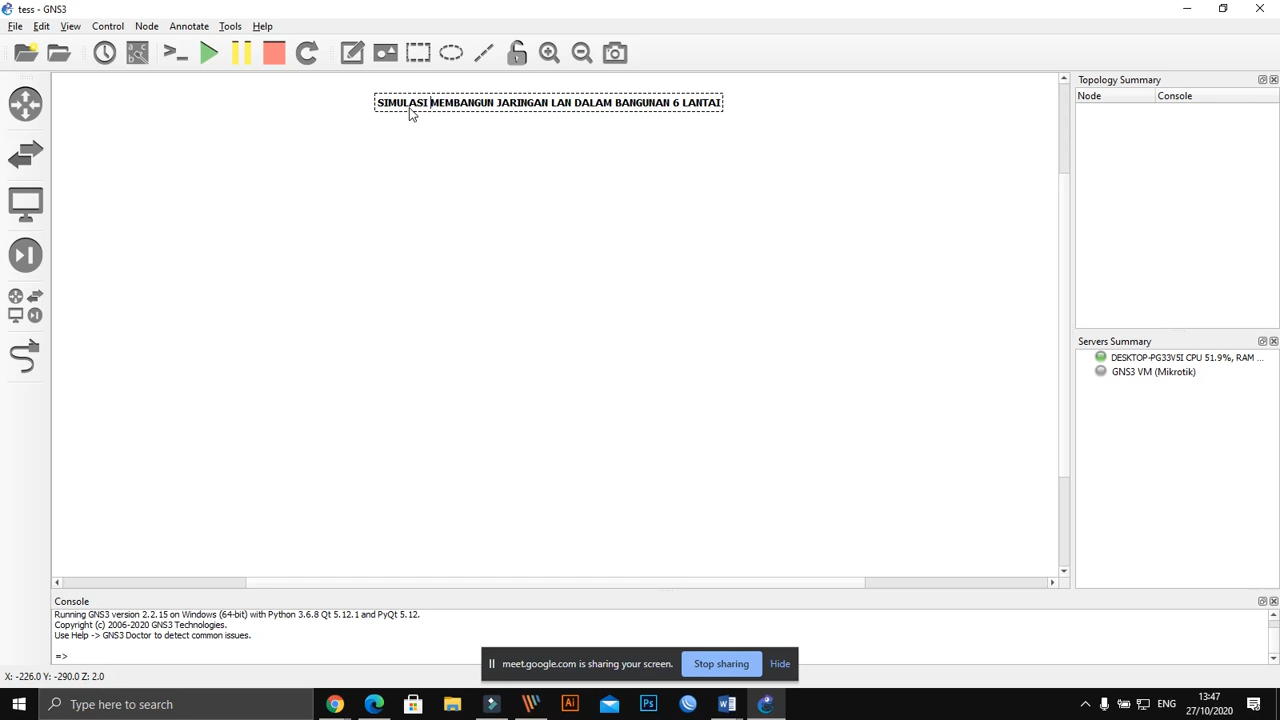 tess - GNS3
File Edit View Control Node Annotate Tools Help
SIMULASI MEMBANGUN JARINGAN LAN DALAM BANGUNAN 6 LANTAI
Topology Summary
Node Console
Servers Summary
DESKTOP-PG33V5I CPU 51.9%, RAM ...
GNS3 VM (Mikrotik)
Console
Running GNS3 version 2.2.15 on Windows (64-bit) with Python 3.6.8 Qt 5.12.1 and PyQt 5.12.
Copyright (c) 2006-2020 GNS3 Technologies.
Use Help -> GNS3 Doctor to detect common issues.
=>
meet.google.com is sharing your screen. Stop sharing Hide
X: -226.0 Y: -290.0 Z: 2.0
Type here to search
Ai
Ps
W
ENG
13:47
27/10/2020